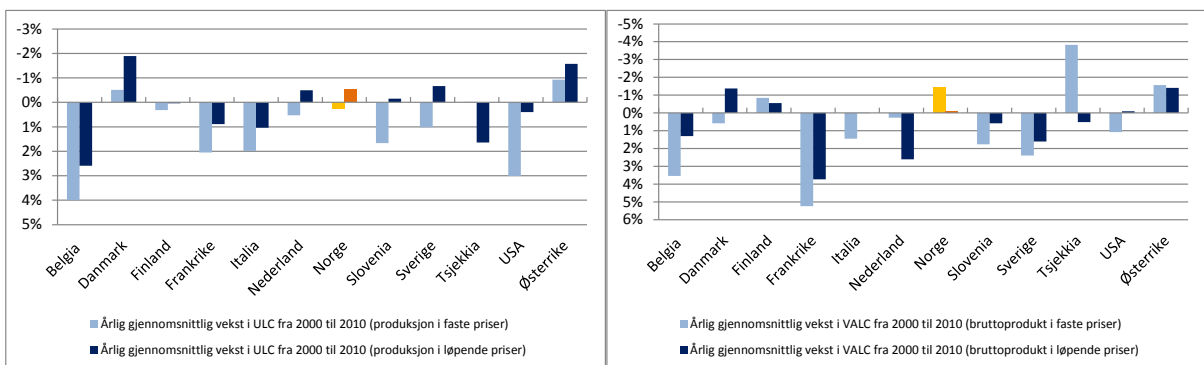 -3%
-2%
-1%
0%
1%
2%
3%
4%
5%
Belgia
Danmark
Finland
Frankrike
Italia
Nederland
Norge
Slovenia
Sverige
Tsjekkia
USA
Østerrike
Årlig gjennomsnittlig vekst i ULC fra 2000 til 2010 (produksjon i faste priser)
Årlig gjennomsnittlig vekst i ULC fra 2000 til 2010 (produksjon i løpende priser)
-5%
-4%
-3%
-2%
-1%
0%
1%
2%
3%
4%
5%
6%
Belgia
Danmark
Finland
Frankrike
Italia
Nederland
Norge
Slovenia
Sverige
Tsjekkia
USA
Østerrike
Årlig gjennomsnittlig vekst i VALC fra 2000 til 2010 (bruttoprodukt i faste priser)
Årlig gjennomsnittlig vekst i VALC fra 2000 til 2010 (bruttoprodukt i løpende priser)